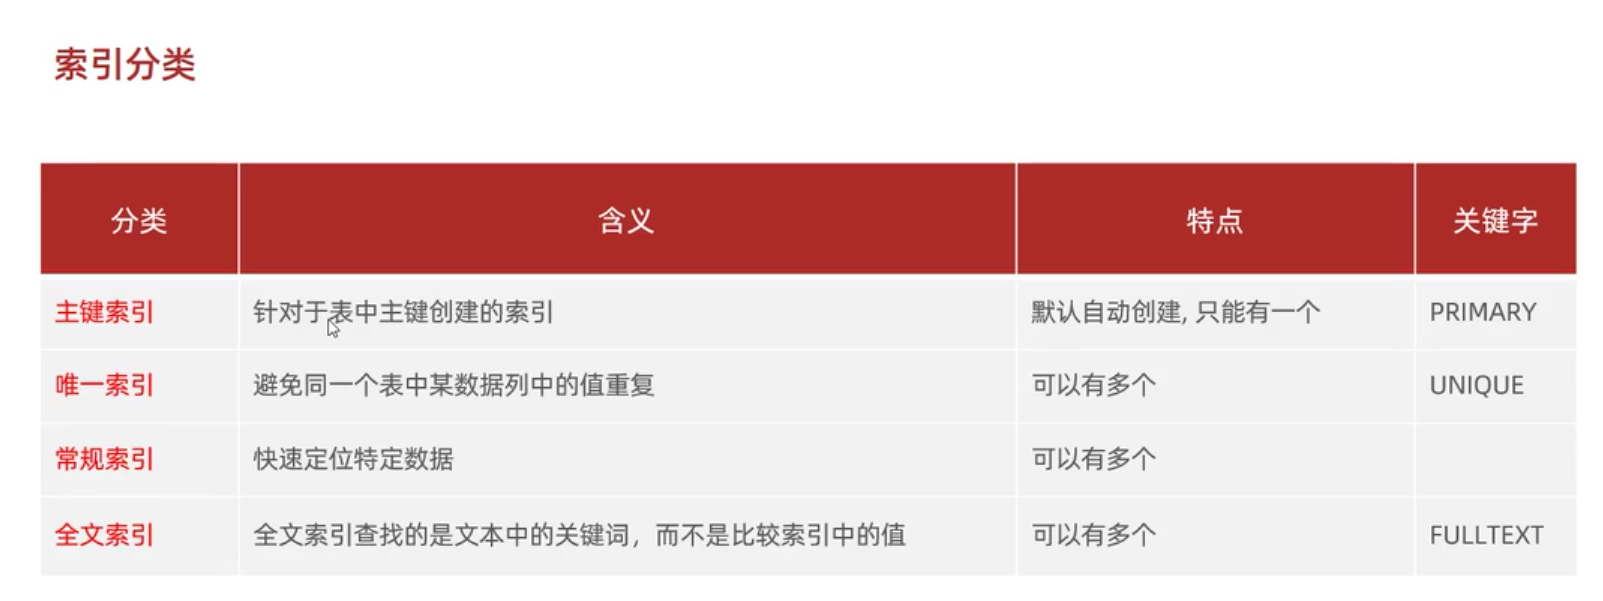 索引分类
分类 含义 特点 关键字
主键索引 针对于表中主键创建的索引 默认自动创建, 只能有一个 PRIMARY
唯一索引 避免同一个表中某数据列中的值重复 可以有多个 UNIQUE
常规索引 快速定位特定数据 可以有多个
全文索引 全文索引查找的是文本中的关键词，而不是比较索引中的值 可以有多个 FULLTEXT